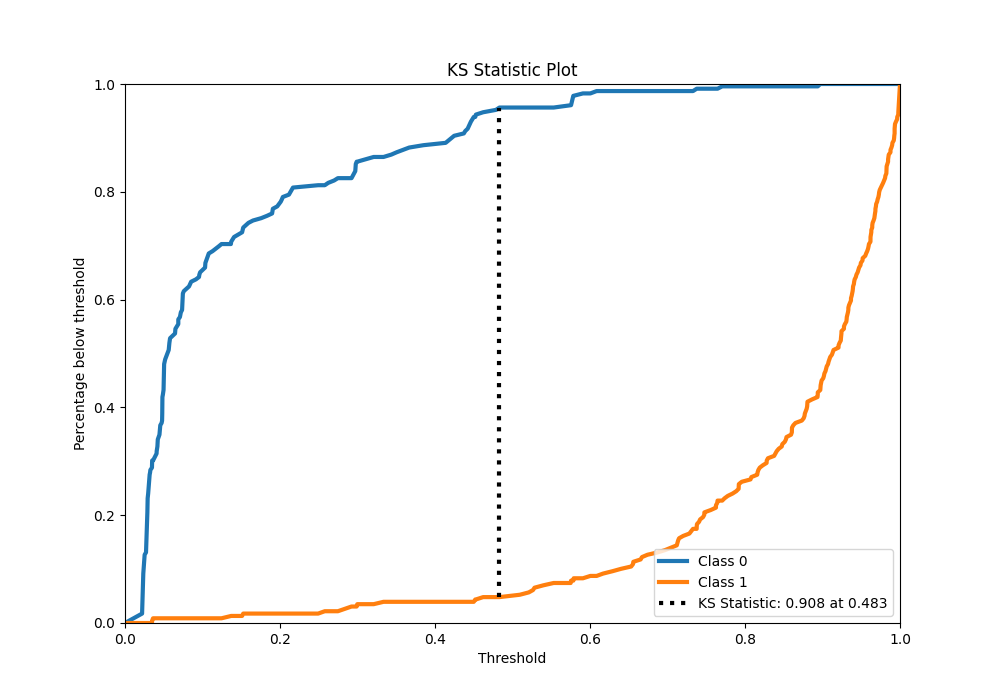 KS Statistic Plot
1.0
0.8
0.6
0.4
0.2
0.0
Percentage below threshold
Class 0
Class 1
KS Statistic: 0.908 at 0.483
0.0 0.2 0.4 0.6 0.8 1.0
Threshold